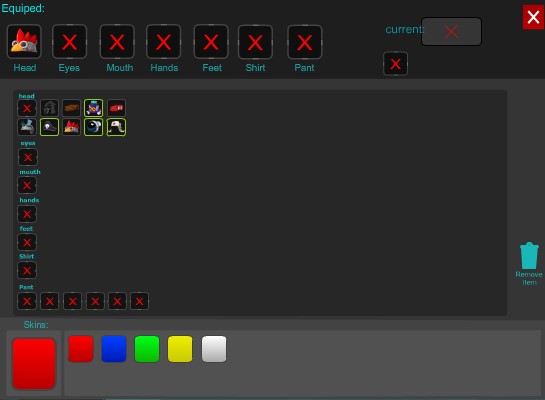 Equiped:
current:
Head Eyes Mouth Hands Feet Shirt Pant
head
eyes
mouth
hands
feet
Shirt
Pant
Remove
item
Skins: